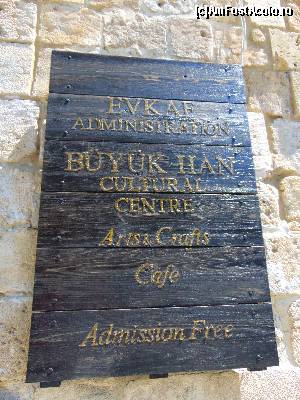 (c)AmFostAcolo.ro
EVKAF
ADMINISTRATION
BÜYÜK HAN
CULTURAL
CENTRE
Arts & Crafts
Cafe
Admission Free